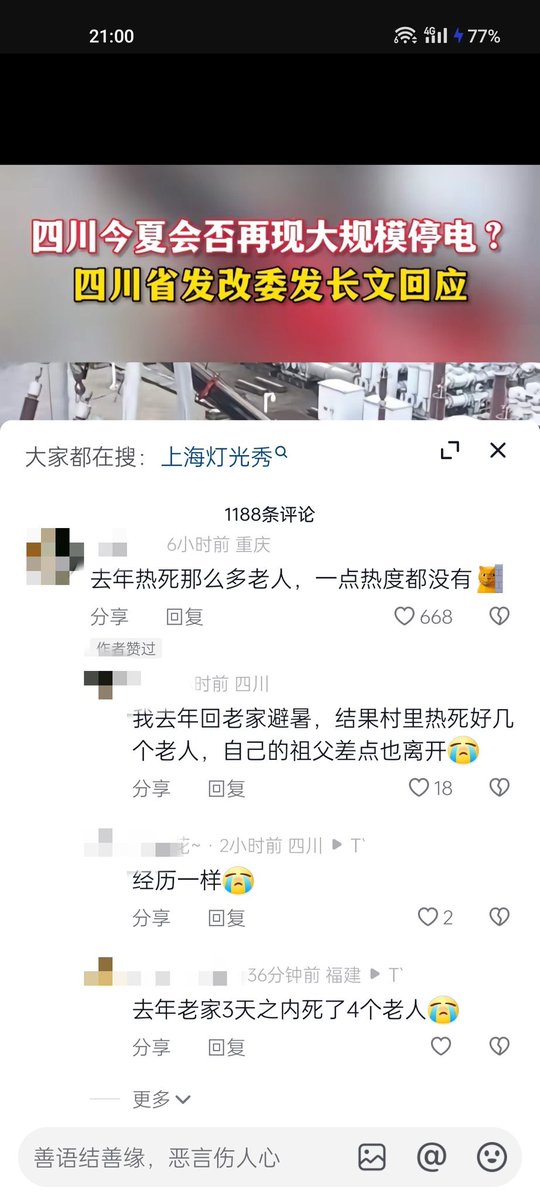 21:00
4G
77%
四川今夏会否再现大规模停电？
四川省发改委发长文回应
大家都在搜：上海灯光秀
1188条评论
6小时前 重庆
去年热死那么多老人，一点热度都没有
分享 回复 668
作者赞过
时前 四川
我去年回老家避暑，结果村里热死好几
个老人，自己的祖父差点也离开
分享 回复 18
~ · 2小时前 四川 ▶ T
经历一样
分享 回复 2
36分钟前 福建 ▶ T
去年老家3天之内死了4个老人
分享 回复
更多
善语结善缘，恶言伤人心
@